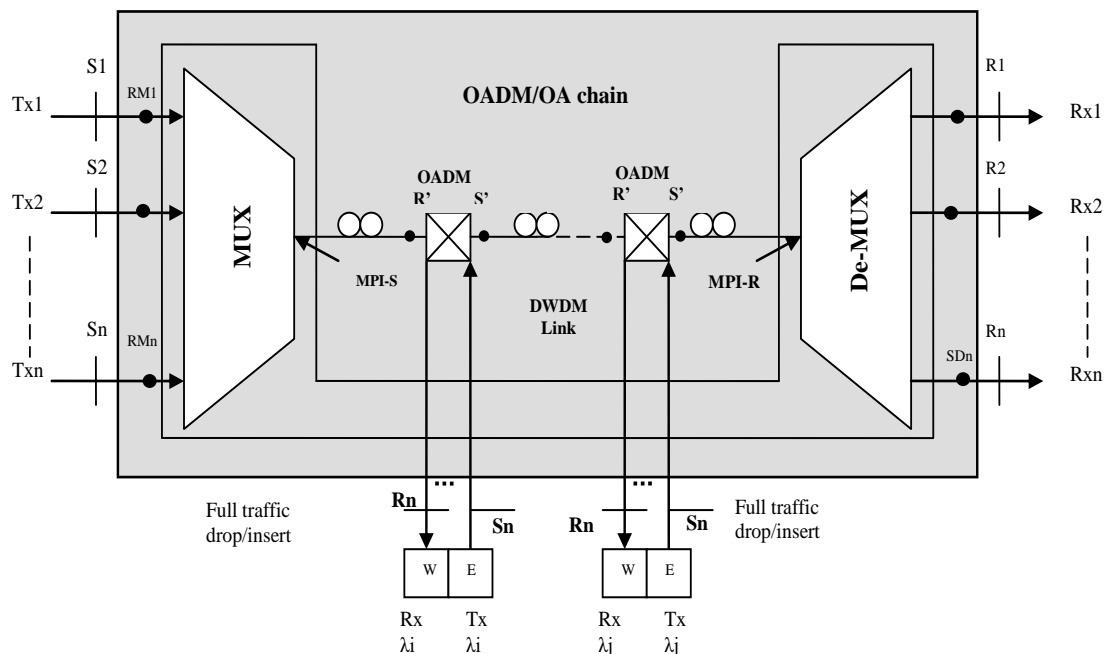 OADM/OA chain
S1
Tx1
RM1
R1
Rx1
S2
Tx2
R2
Rx2
OADM
R' S'
OADM
R' S'
MUX
De-MUX
MPI-S
MPI-R
DWDM
Link
Sn
RMn
Txn
Rn
SDn
Rxn
...
...
Full traffic
drop/insert
Rn
Sn
Rn
Sn
Full traffic
drop/insert
W E
W E
Rx Tx
λi λi
Rx Tx
λj λj